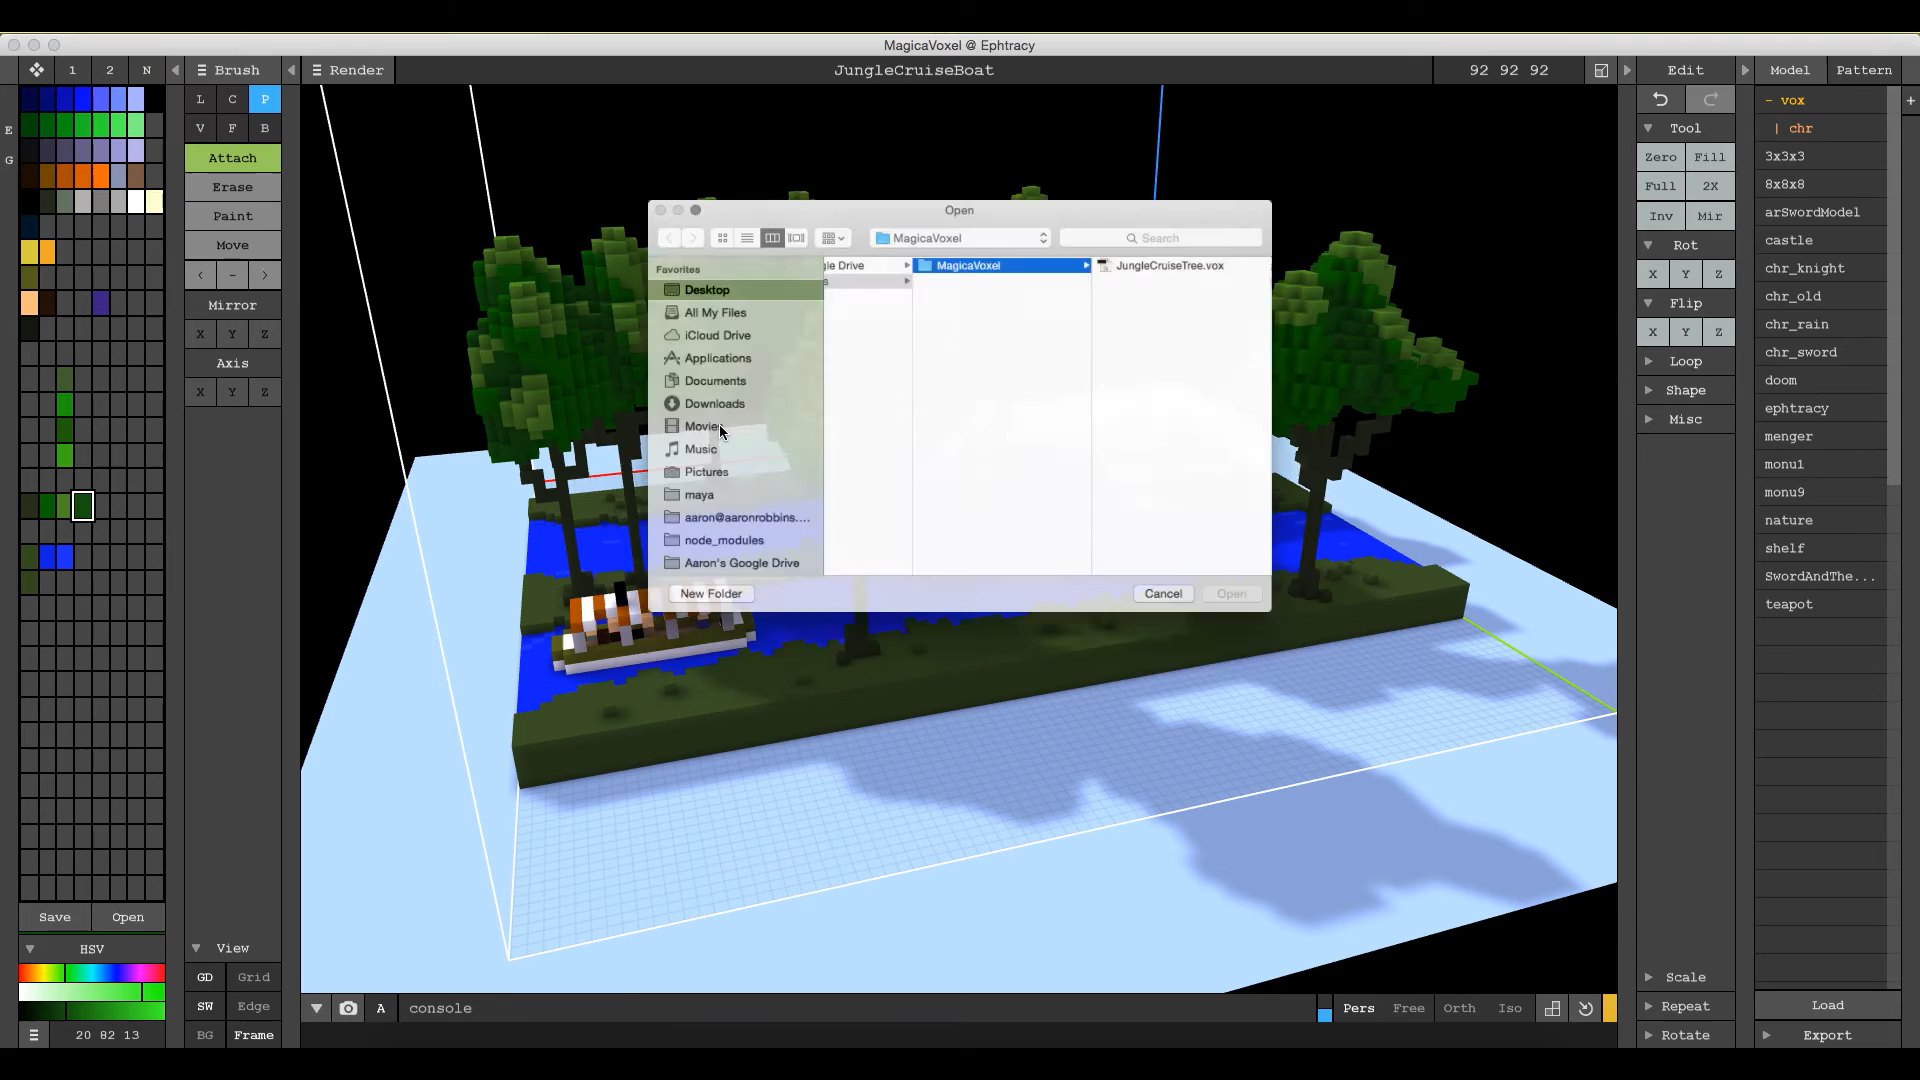 MagicaVoxel @ Ephtracy
1 2 N
Brush
Render
JungleCruiseBoat
92 92 92
Edit
Model Pattern
L C P
V F B
E
G
Attach
Erase
Paint
Move
< - >
Mirror
X Y Z
Axis
X Y Z
Save Open
HSV
20 82 13
View
GD Grid
SW Edge
BG Frame
Open
MagicaVoxel
Search
Favorites
Desktop
All My Files
iCloud Drive
Applications
Documents
Downloads
Movie
Music
Pictures
maya
aaron@aaronrobbins....
node_modules
Aaron's Google Drive
gle Drive
s
MagicaVoxel
JungleCruiseTree.vox
New Folder
Cancel
Open
A console
Pers Free Orth Iso
Tool
Zero Fill
Full 2X
Inv Mir
Rot
X Y Z
Flip
X Y Z
Loop
Shape
Misc
Scale
Repeat
Rotate
- vox
| chr
3x3x3
8x8x8
arSwordModel
castle
chr_knight
chr_old
chr_rain
chr_sword
doom
ephtracy
menger
monu1
monu9
nature
shelf
SwordAndThe...
teapot
Load
Export
+